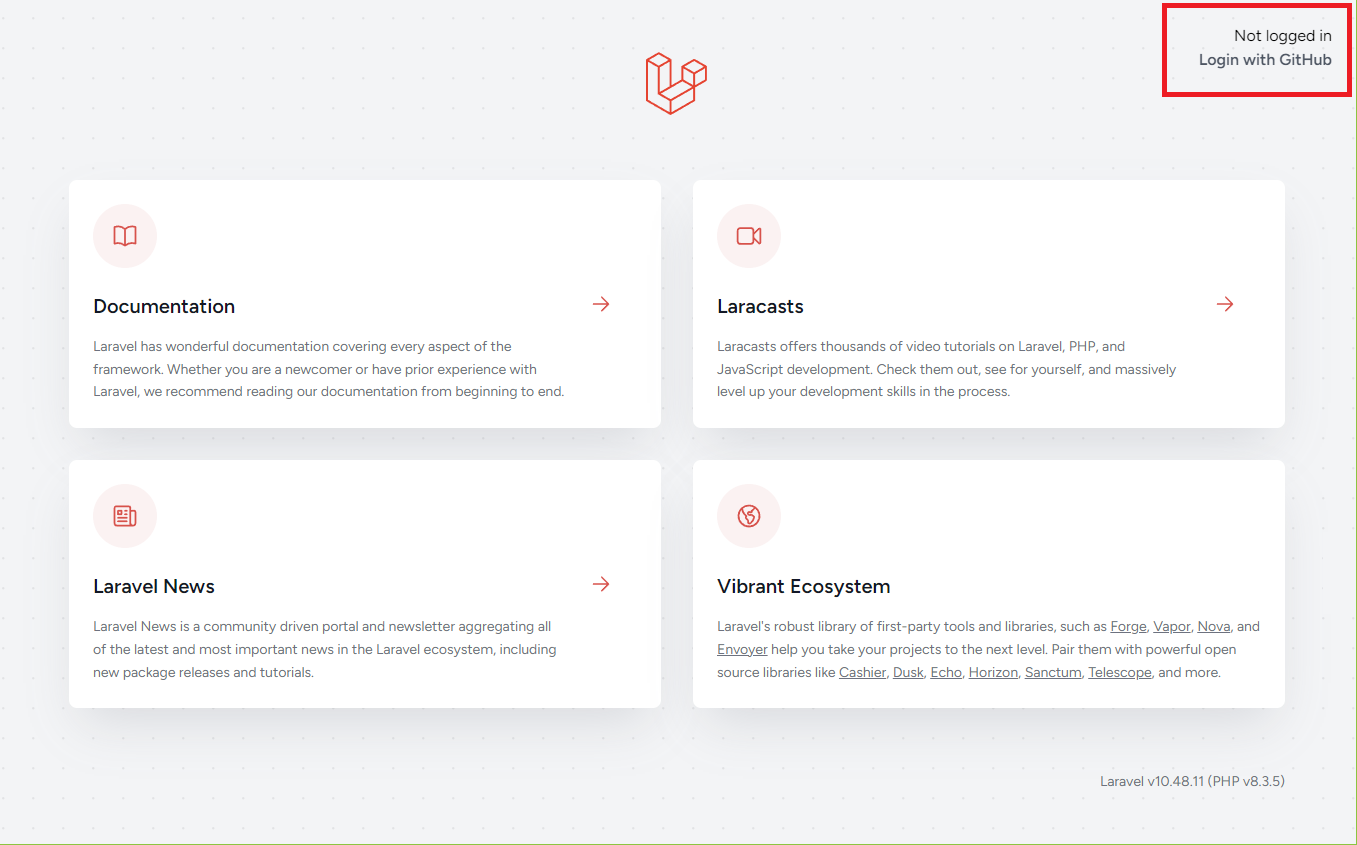 Not logged in
Login with GitHub
Documentation
Laravel has wonderful documentation covering every aspect of the
framework. Whether you are a newcomer or have prior experience with
Laravel, we recommend reading our documentation from beginning to end.
Laracasts
Laracasts offers thousands of video tutorials on Laravel, PHP, and
JavaScript development. Check them out, see for yourself, and massively
level up your development skills in the process.
Laravel News
Laravel News is a community driven portal and newsletter aggregating all
of the latest and most important news in the Laravel ecosystem, including
new package releases and tutorials.
Vibrant Ecosystem
Laravel's robust library of first-party tools and libraries, such as Forge, Vapor, Nova, and
Envoyer help you take your projects to the next level. Pair them with powerful open
source libraries like Cashier, Dusk, Echo, Horizon, Sanctum, Telescope, and more.
Laravel v10.48.11 (PHP v8.3.5)